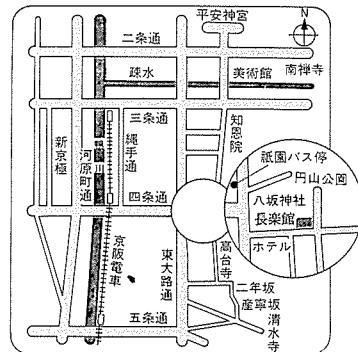 平安神宮
N
二条通
疎水
美術館
南禅寺
三条通
新京極
河原町通
縄手通
知恩院
祇園バス停
円山公園
八坂神社
長楽館
四条通
ホテル
京阪電車
東大路通
高台寺
二年坂
産寧坂
清水寺
五条通